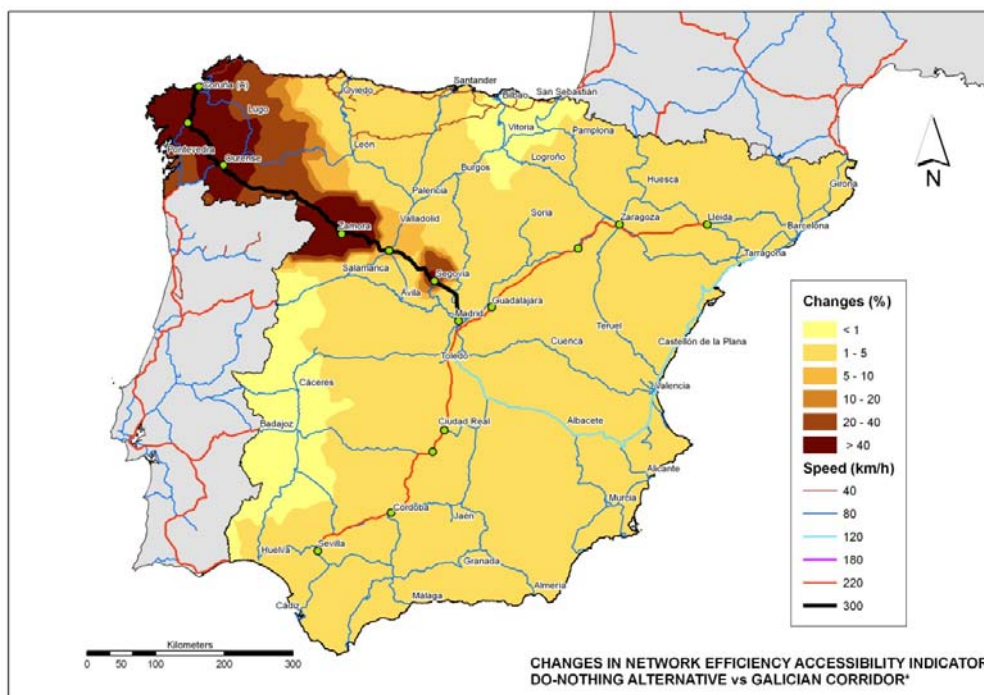 Coruña (A)
Lugo
Oviedo
Santander
Bilbao
San Sebastián
Vitoria
Pamplona
Pontevedra
Ourense
León
Burgos
Logroño
Huesca
Girona
Palencia
Zamora
Valladolid
Soria
Zaragoza
Lleida
Barcelona
Tarragona
Salamanca
Segovia
Ávila
Guadalajara
Madrid
Teruel
Toledo
Cuenca
Castellón de la Plana
Cáceres
Valencia
Badajoz
Ciudad Real
Albacete
Alicante
Murcia
Córdoba
Jaén
Huelva
Sevilla
Granada
Almería
Málaga
Cádiz
N
Changes (%)
< 1
1 - 5
5 - 10
10 - 20
20 - 40
> 40
Speed (km/h)
40
80
120
180
220
300
Kilometers
0 50 100 200 300
CHANGES IN NETWORK EFFICIENCY ACCESSIBILITY INDICATOR
DO-NOTHING ALTERNATIVE vs GALICIAN CORRIDOR*